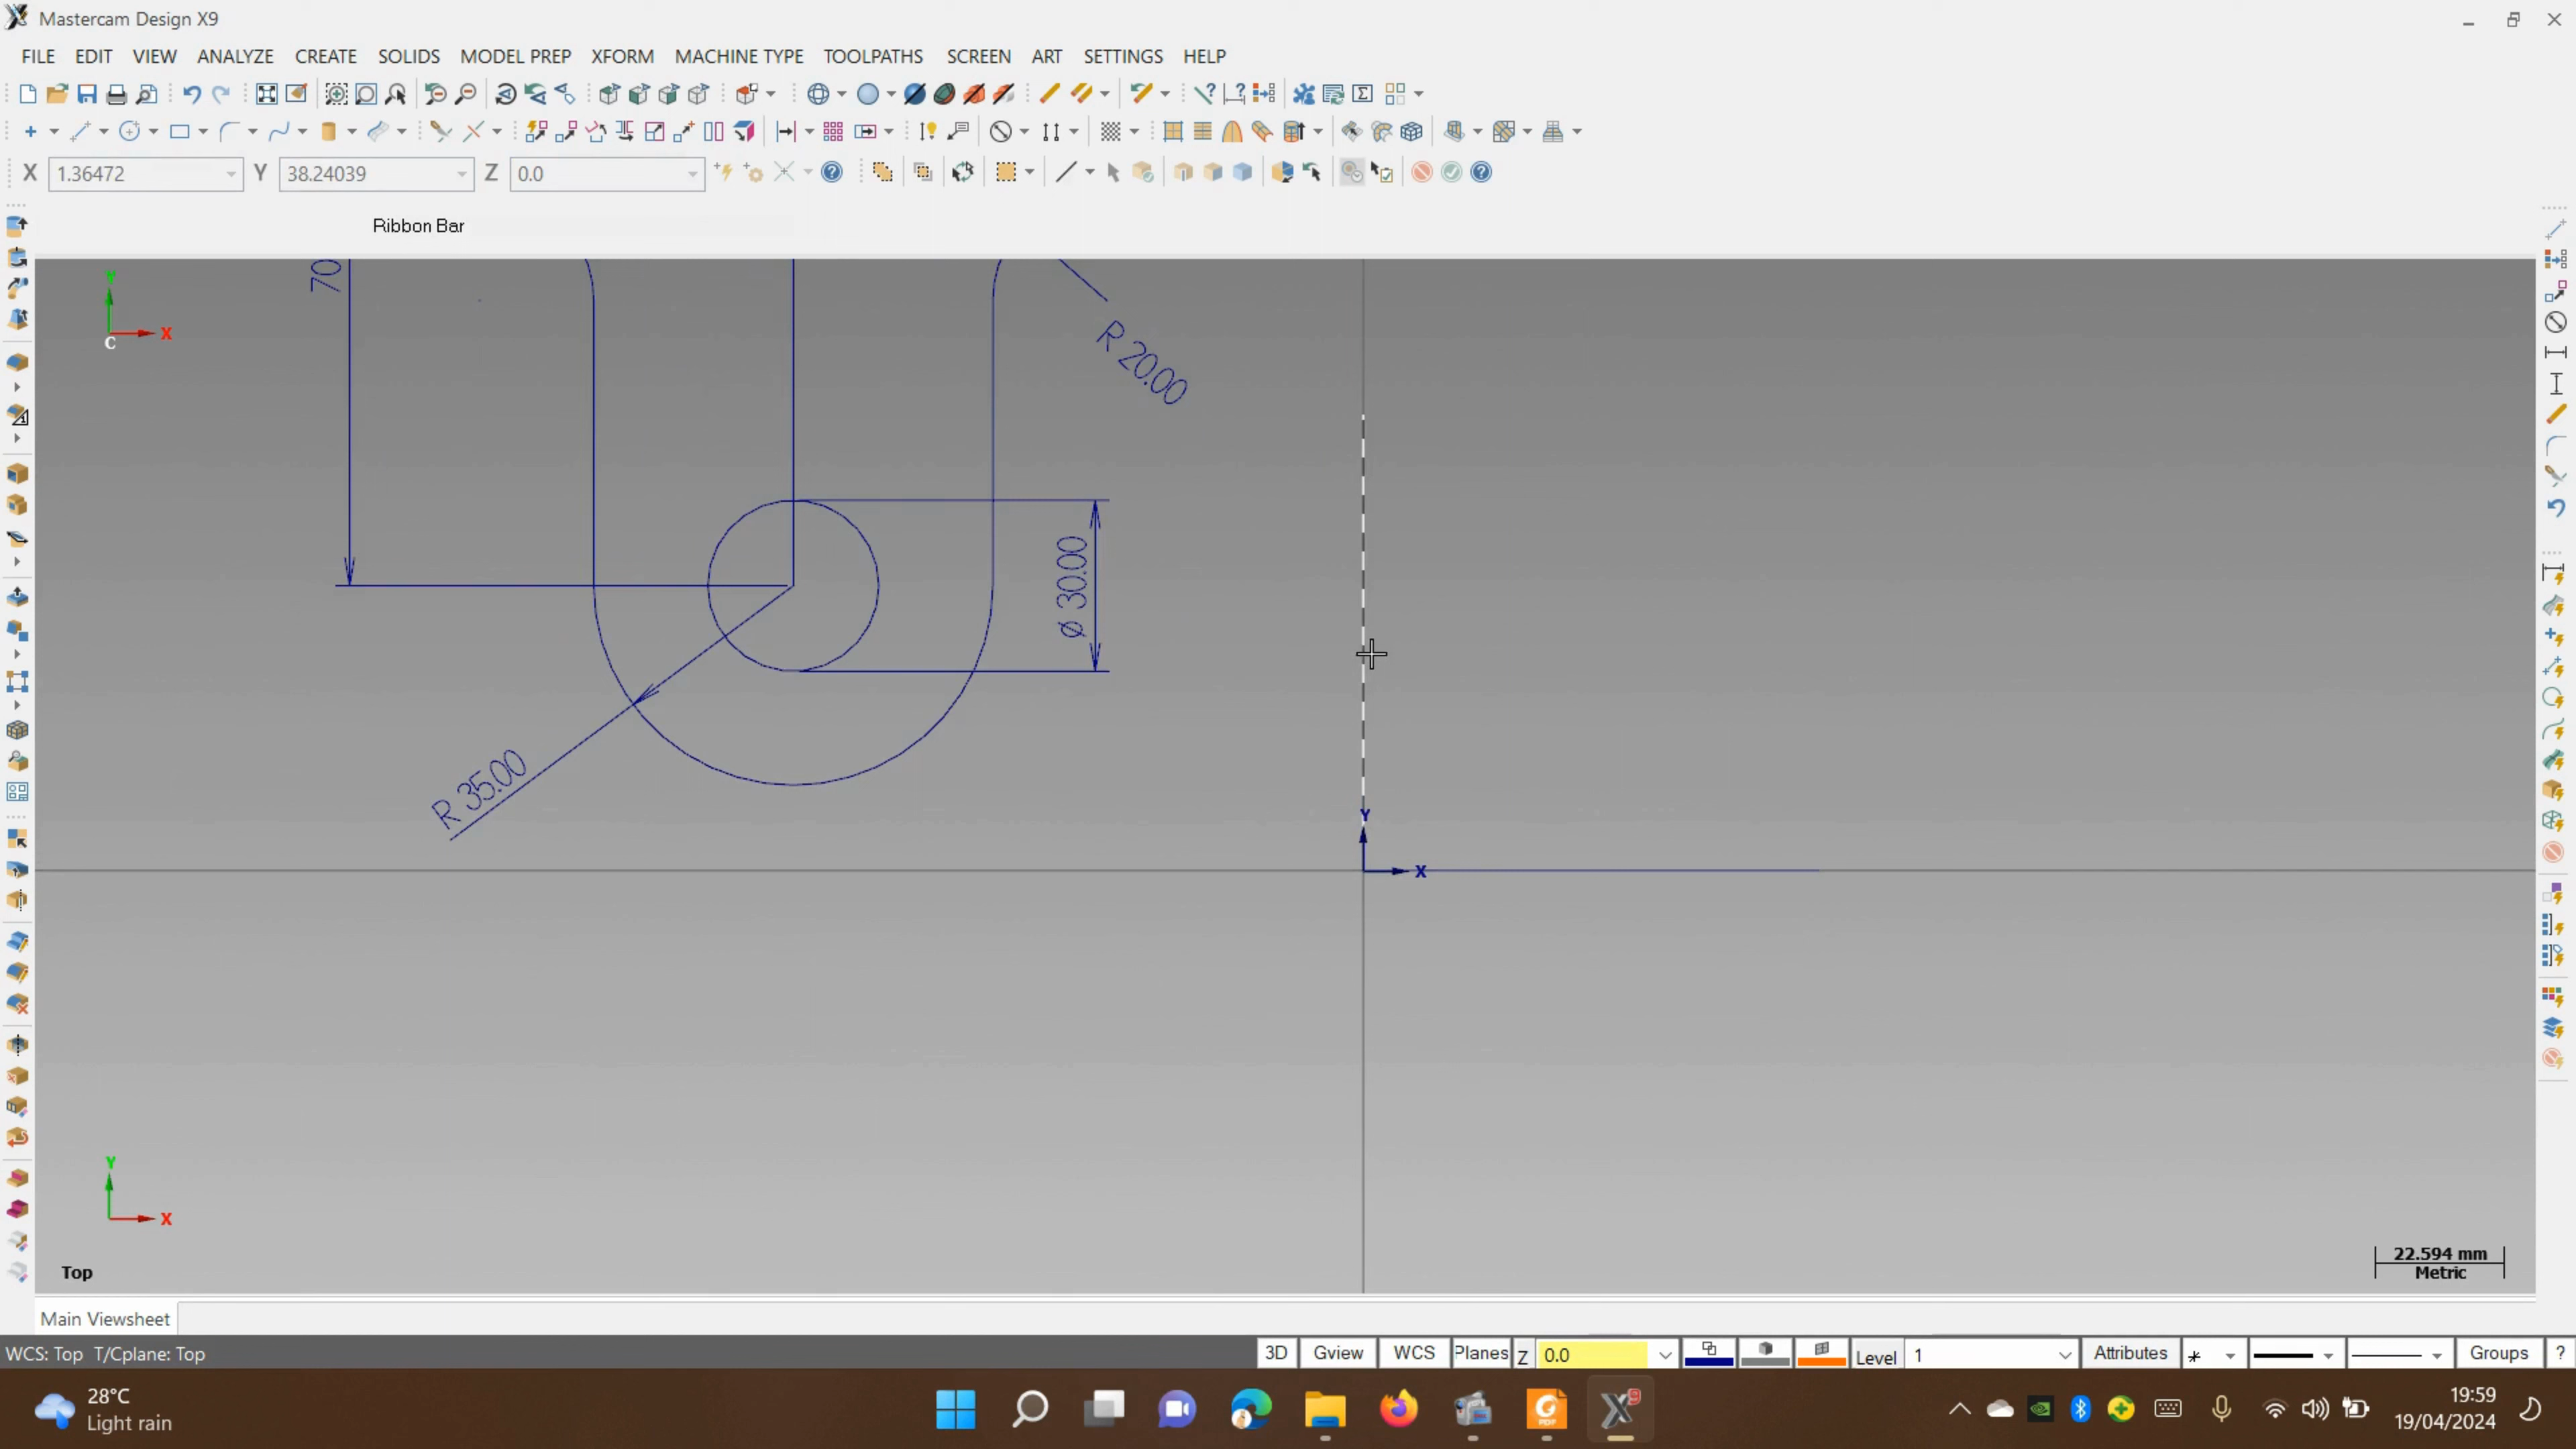 Mastercam Design X9
FILE EDIT VIEW ANALYZE CREATE SOLIDS MODEL PREP XFORM MACHINE TYPE TOOLPATHS SCREEN ART SETTINGS HELP
X 1.36472 Y 38.24039 Z 0.0
Ribbon Bar
Y
X
C
70
R 20.00
Ø 30.00
R 35.00
Y
X
Y
X
Top
22.594 mm
Metric
Main Viewsheet
WCS: Top T/Cplane: Top 3D Gview WCS Planes Z 0.0 Level 1 Attributes Groups ?
28°C
Light rain
19:59
19/04/2024